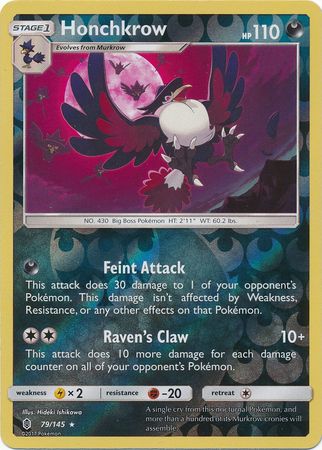 STAGE 1 Honchkrow HP 110
Evolves from Murkrow
NO. 430 Big Boss Pokémon HT: 2'11" WT: 60.2 lbs.
Feint Attack
This attack does 30 damage to 1 of your opponent's
Pokémon. This damage isn't affected by Weakness,
Resistance, or any other effects on that Pokémon.
Raven's Claw 10+
This attack does 10 more damage for each damage
counter on all of your opponent's Pokémon.
weakness × 2 resistance -20 retreat
Illus. Hideki Ishikawa
79/145 ★
©2017 Pokémon
A single cry from this nocturnal Pokémon, and
more than a hundred of its Murkrow cronies will
assemble.